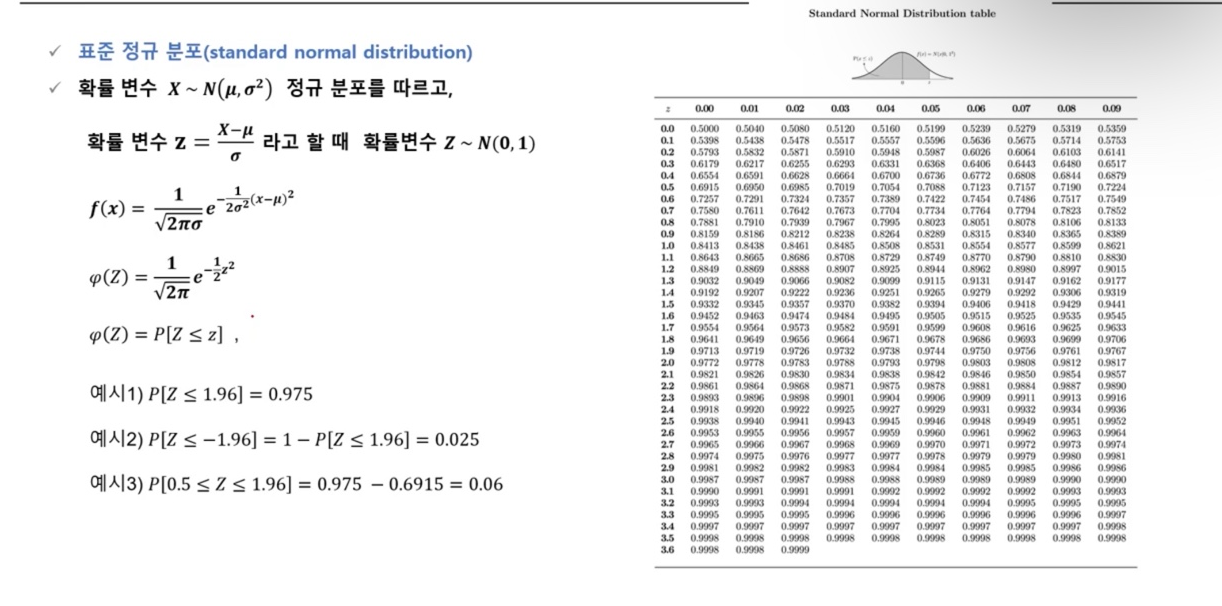 Standard Normal Distribution table
✓ 표준 정규 분포(standard normal distribution)
✓ 확률 변수 X ~ N(μ, σ²) 정규 분포를 따르고,
확률 변수 z = (X−μ)/σ 라고 할 때 확률변수 Z ~ N(0, 1)
f(x) = 1/√(2πσ) e^(−1/(2σ²)(x−μ)²)
φ(Z) = 1/√(2π) e^(−1/2 z²)
φ(Z) = P[Z ≤ z] ,
예시1) P[Z ≤ 1.96] = 0.975
예시2) P[Z ≤ −1.96] = 1 − P[Z ≤ 1.96] = 0.025
예시3) P[0.5 ≤ Z ≤ 1.96] = 0.975 − 0.6915 = 0.06
z 0.00 0.01 0.02 0.03 0.04 0.05 0.06 0.07 0.08 0.09
0.0 0.5000 0.5040 0.5080 0.5120 0.5160 0.5199 0.5239 0.5279 0.5319 0.5359
0.1 0.5398 0.5438 0.5478 0.5517 0.5557 0.5596 0.5636 0.5675 0.5714 0.5753
0.2 0.5793 0.5832 0.5871 0.5910 0.5948 0.5987 0.6026 0.6064 0.6103 0.6141
0.3 0.6179 0.6217 0.6255 0.6293 0.6331 0.6368 0.6406 0.6443 0.6480 0.6517
0.4 0.6554 0.6591 0.6628 0.6664 0.6700 0.6736 0.6772 0.6808 0.6844 0.6879
0.5 0.6915 0.6950 0.6985 0.7019 0.7054 0.7088 0.7123 0.7157 0.7190 0.7224
0.6 0.7257 0.7291 0.7324 0.7357 0.7389 0.7422 0.7454 0.7486 0.7517 0.7549
0.7 0.7580 0.7611 0.7642 0.7673 0.7704 0.7734 0.7764 0.7794 0.7823 0.7852
0.8 0.7881 0.7910 0.7939 0.7967 0.7995 0.8023 0.8051 0.8078 0.8106 0.8133
0.9 0.8159 0.8186 0.8212 0.8238 0.8264 0.8289 0.8315 0.8340 0.8365 0.8389
1.0 0.8413 0.8438 0.8461 0.8485 0.8508 0.8531 0.8554 0.8577 0.8599 0.8621
1.1 0.8643 0.8665 0.8686 0.8708 0.8729 0.8749 0.8770 0.8790 0.8810 0.8830
1.2 0.8849 0.8869 0.8888 0.8907 0.8925 0.8944 0.8962 0.8980 0.8997 0.9015
1.3 0.9032 0.9049 0.9066 0.9082 0.9099 0.9115 0.9131 0.9147 0.9162 0.9177
1.4 0.9192 0.9207 0.9222 0.9236 0.9251 0.9265 0.9279 0.9292 0.9306 0.9319
1.5 0.9332 0.9345 0.9357 0.9370 0.9382 0.9394 0.9406 0.9418 0.9429 0.9441
1.6 0.9452 0.9463 0.9474 0.9484 0.9495 0.9505 0.9515 0.9525 0.9535 0.9545
1.7 0.9554 0.9564 0.9573 0.9582 0.9591 0.9599 0.9608 0.9616 0.9625 0.9633
1.8 0.9641 0.9649 0.9656 0.9664 0.9671 0.9678 0.9686 0.9693 0.9699 0.9706
1.9 0.9713 0.9719 0.9726 0.9732 0.9738 0.9744 0.9750 0.9756 0.9761 0.9767
2.0 0.9772 0.9778 0.9783 0.9788 0.9793 0.9798 0.9803 0.9808 0.9812 0.9817
2.1 0.9821 0.9826 0.9830 0.9834 0.9838 0.9842 0.9846 0.9850 0.9854 0.9857
2.2 0.9861 0.9864 0.9868 0.9871 0.9875 0.9878 0.9881 0.9884 0.9887 0.9890
2.3 0.9893 0.9896 0.9898 0.9901 0.9904 0.9906 0.9909 0.9911 0.9913 0.9916
2.4 0.9918 0.9920 0.9922 0.9925 0.9927 0.9929 0.9931 0.9932 0.9934 0.9936
2.5 0.9938 0.9940 0.9941 0.9943 0.9945 0.9946 0.9948 0.9949 0.9951 0.9952
2.6 0.9953 0.9955 0.9956 0.9957 0.9959 0.9960 0.9961 0.9962 0.9963 0.9964
2.7 0.9965 0.9966 0.9967 0.9968 0.9969 0.9970 0.9971 0.9972 0.9973 0.9974
2.8 0.9974 0.9975 0.9976 0.9977 0.9977 0.9978 0.9979 0.9979 0.9980 0.9981
2.9 0.9981 0.9982 0.9982 0.9983 0.9984 0.9984 0.9985 0.9985 0.9986 0.9986
3.0 0.9987 0.9987 0.9987 0.9988 0.9988 0.9989 0.9989 0.9989 0.9990 0.9990
3.1 0.9990 0.9991 0.9991 0.9991 0.9992 0.9992 0.9992 0.9992 0.9993 0.9993
3.2 0.9993 0.9993 0.9994 0.9994 0.9994 0.9994 0.9994 0.9995 0.9995 0.9995
3.3 0.9995 0.9995 0.9995 0.9996 0.9996 0.9996 0.9996 0.9996 0.9996 0.9997
3.4 0.9997 0.9997 0.9997 0.9997 0.9997 0.9997 0.9997 0.9997 0.9997 0.9998
3.5 0.9998 0.9998 0.9998 0.9998 0.9998 0.9998 0.9998 0.9998 0.9998 0.9998
3.6 0.9998 0.9998 0.9999